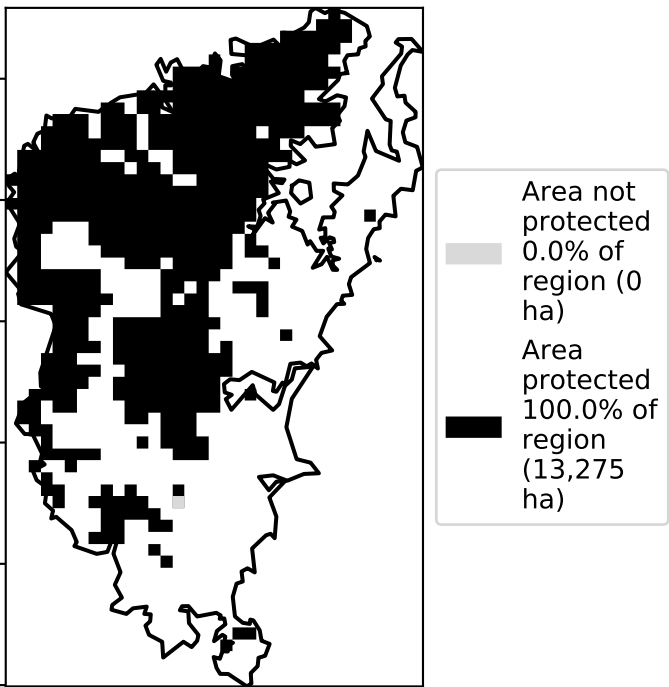 Area not
protected
0.0% of
region (0
ha)
Area
protected
100.0% of
region
(13,275
ha)